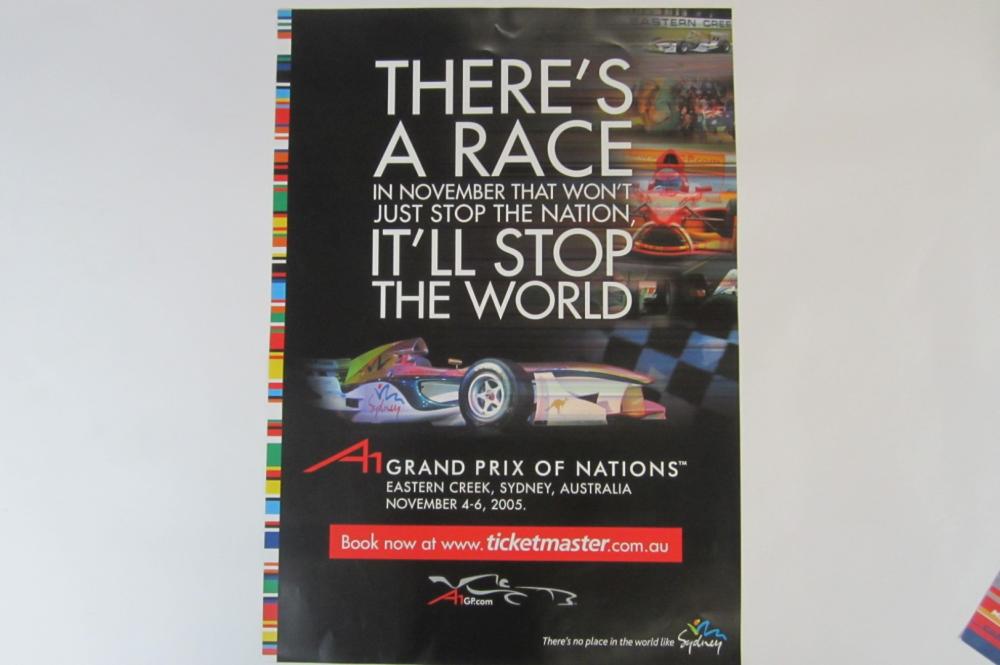 EASTERN CREE
THERE'S
A RACE
IN NOVEMBER THAT WON'T
JUST STOP THE NATION,
IT'LL STOP
THE WORLD
Sydney
A1 GRAND PRIX OF NATIONS™
EASTERN CREEK, SYDNEY, AUSTRALIA
NOVEMBER 4-6, 2005.
Book now at www.ticketmaster.com.au
A1GP.com
There's no place in the world like Sydney